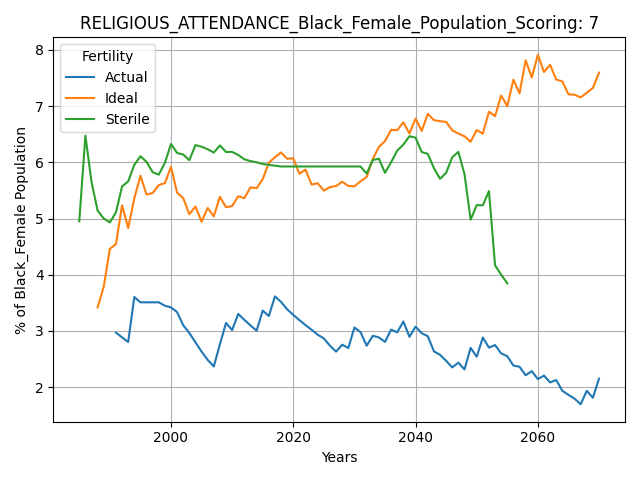 RELIGIOUS_ATTENDANCE_Black_Female_Population_Scoring: 7
Fertility
Actual
Ideal
Sterile
% of Black_Female Population
8
7
6
5
4
3
2
2000
2020
2040
2060
Years